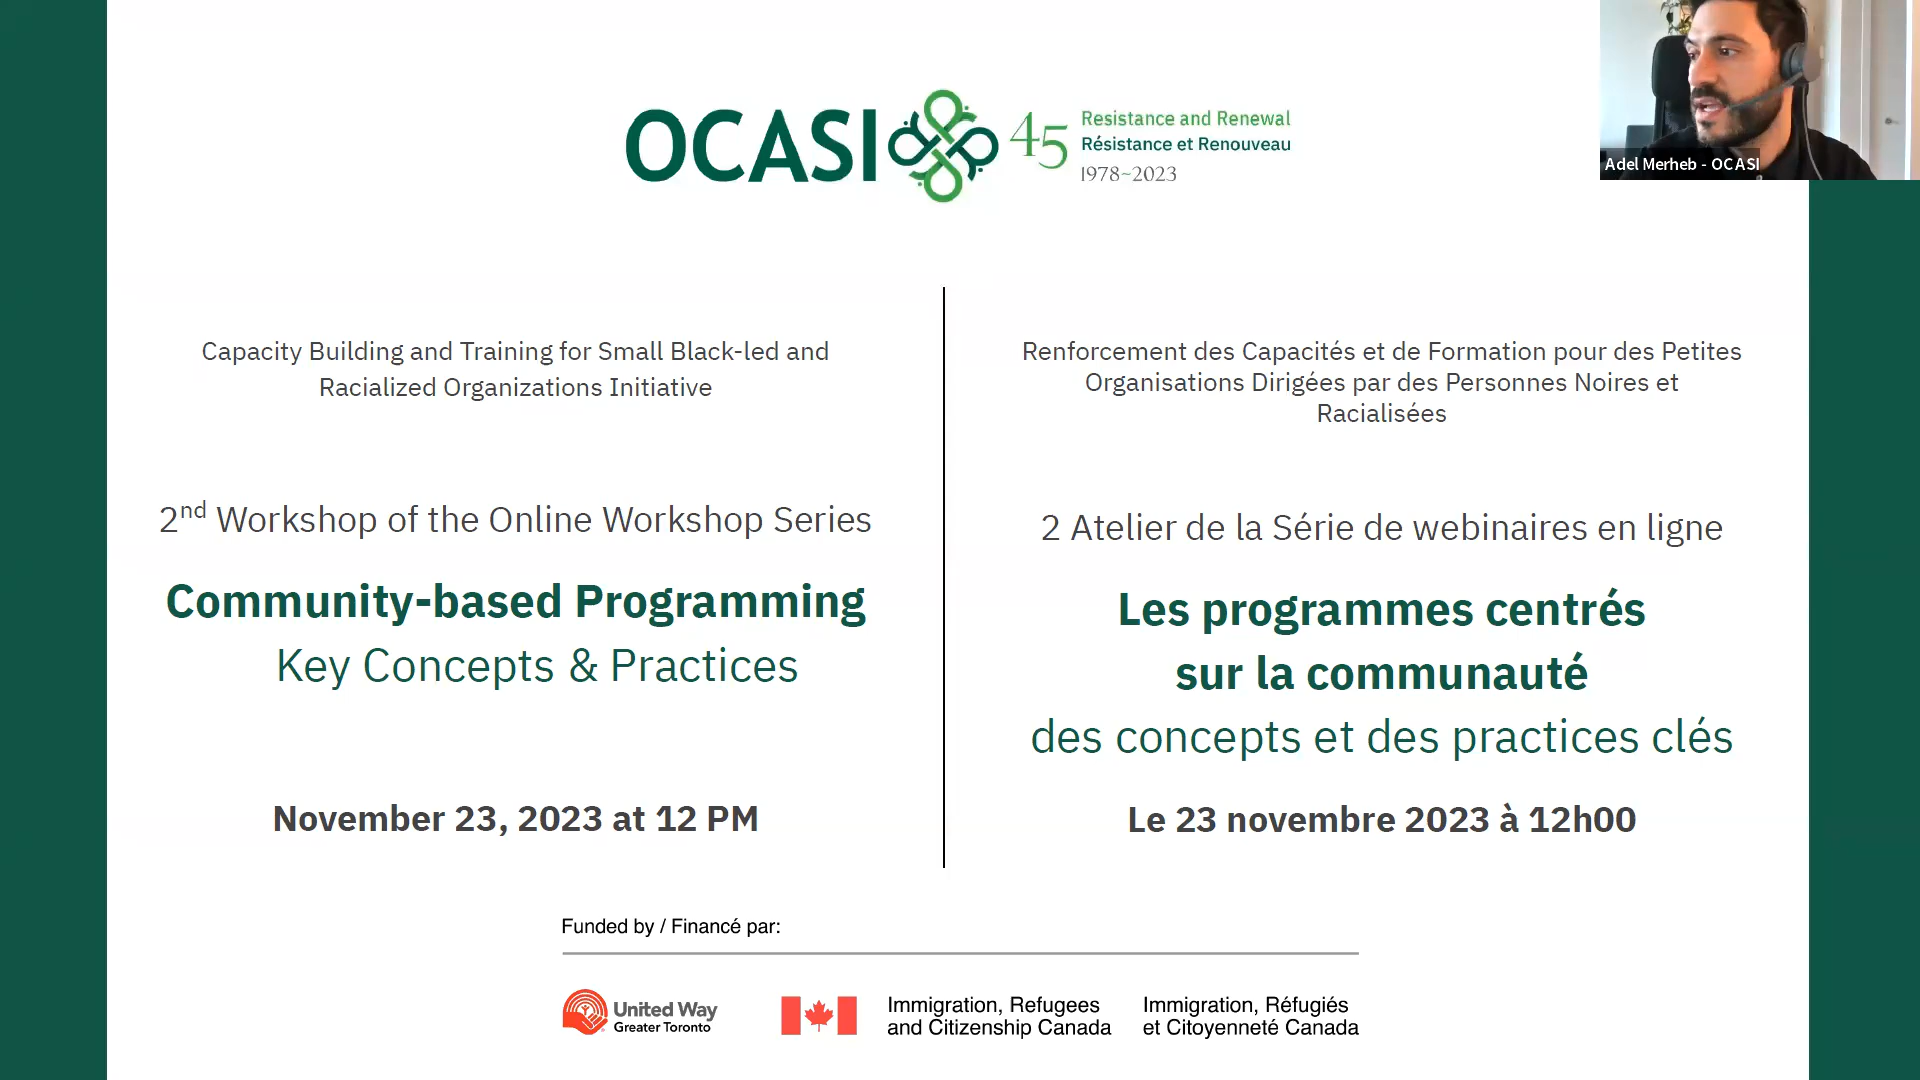 OCASI
45
Resistance and Renewal
Résistance et Renouveau
1978~2023
Adel Merheb - OCASI
Capacity Building and Training for Small Black-led and
Racialized Organizations Initiative
2nd Workshop of the Online Workshop Series
Community-based Programming
Key Concepts & Practices
November 23, 2023 at 12 PM
Renforcement des Capacités et de Formation pour des Petites
Organisations Dirigées par des Personnes Noires et
Racialisées
2 Atelier de la Série de webinaires en ligne
Les programmes centrés
sur la communauté
des concepts et des practices clés
Le 23 novembre 2023 à 12h00
Funded by / Financé par:
United Way
Greater Toronto
Immigration, Refugees
and Citizenship Canada
Immigration, Réfugiés
et Citoyenneté Canada